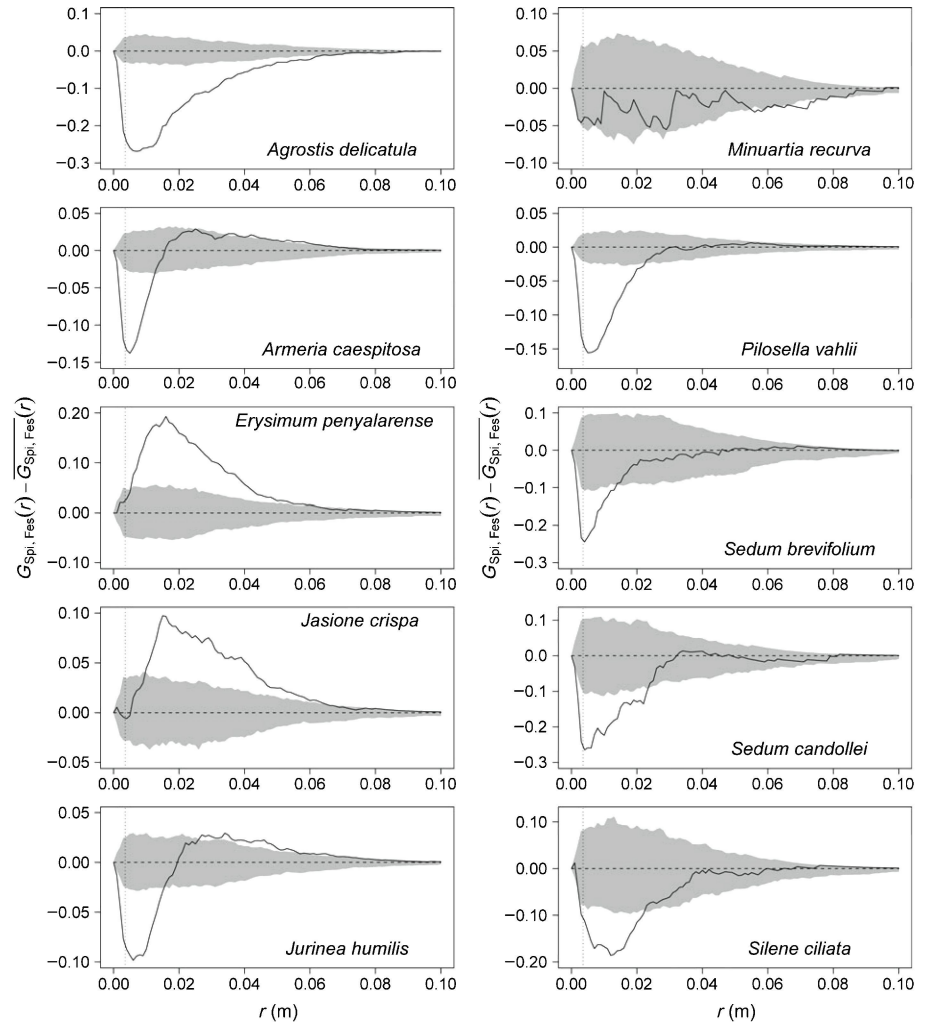 0.1
0.0
−0.1
−0.2
−0.3
Agrostis delicatula
0.00 0.02 0.04 0.06 0.08 0.10
0.10
0.05
0.00
−0.05
−0.10
Minuartia recurva
0.00 0.02 0.04 0.06 0.08 0.10
0.05
0.00
−0.05
−0.10
−0.15
Armeria caespitosa
0.00 0.02 0.04 0.06 0.08 0.10
0.05
0.00
−0.05
−0.10
−0.15
Pilosella vahlii
0.00 0.02 0.04 0.06 0.08 0.10
G_Spi, Fes(r) − G̅_Spi, Fes(r)
0.20
0.10
0.00
−0.10
Erysimum penyalarense
0.00 0.02 0.04 0.06 0.08 0.10
G_Spi, Fes(r) − G̅_Spi, Fes(r)
0.1
0.0
−0.1
−0.2
−0.3
Sedum brevifolium
0.00 0.02 0.04 0.06 0.08 0.10
0.10
0.05
0.00
−0.05
Jasione crispa
0.00 0.02 0.04 0.06 0.08 0.10
0.1
0.0
−0.1
−0.2
−0.3
Sedum candollei
0.00 0.02 0.04 0.06 0.08 0.10
0.05
0.00
−0.05
−0.10
Jurinea humilis
0.00 0.02 0.04 0.06 0.08 0.10
r (m)
0.10
0.00
−0.10
−0.20
Silene ciliata
0.00 0.02 0.04 0.06 0.08 0.10
r (m)